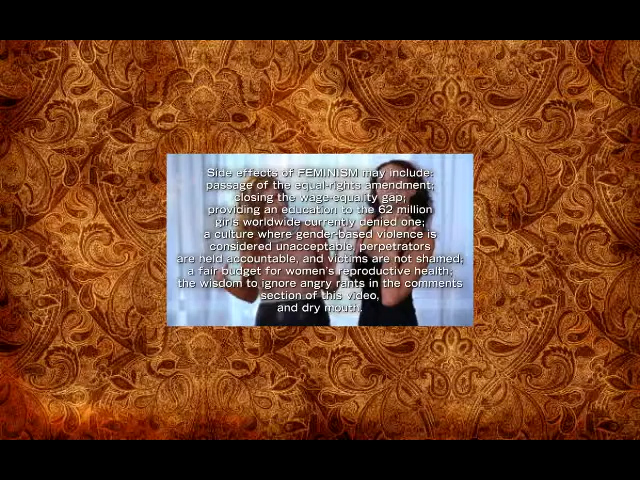 Side effects of FEMINISM may include:
passage of the equal-rights amendment;
closing the wage-equality gap;
providing an education to the 62 million
girls worldwide currently denied one;
a culture where gender-based violence is
considered unacceptable, perpetrators
are held accountable, and victims are not shamed;
a fair budget for women's reproductive health;
the wisdom to ignore angry rants in the comments
section of this video,
and dry mouth.